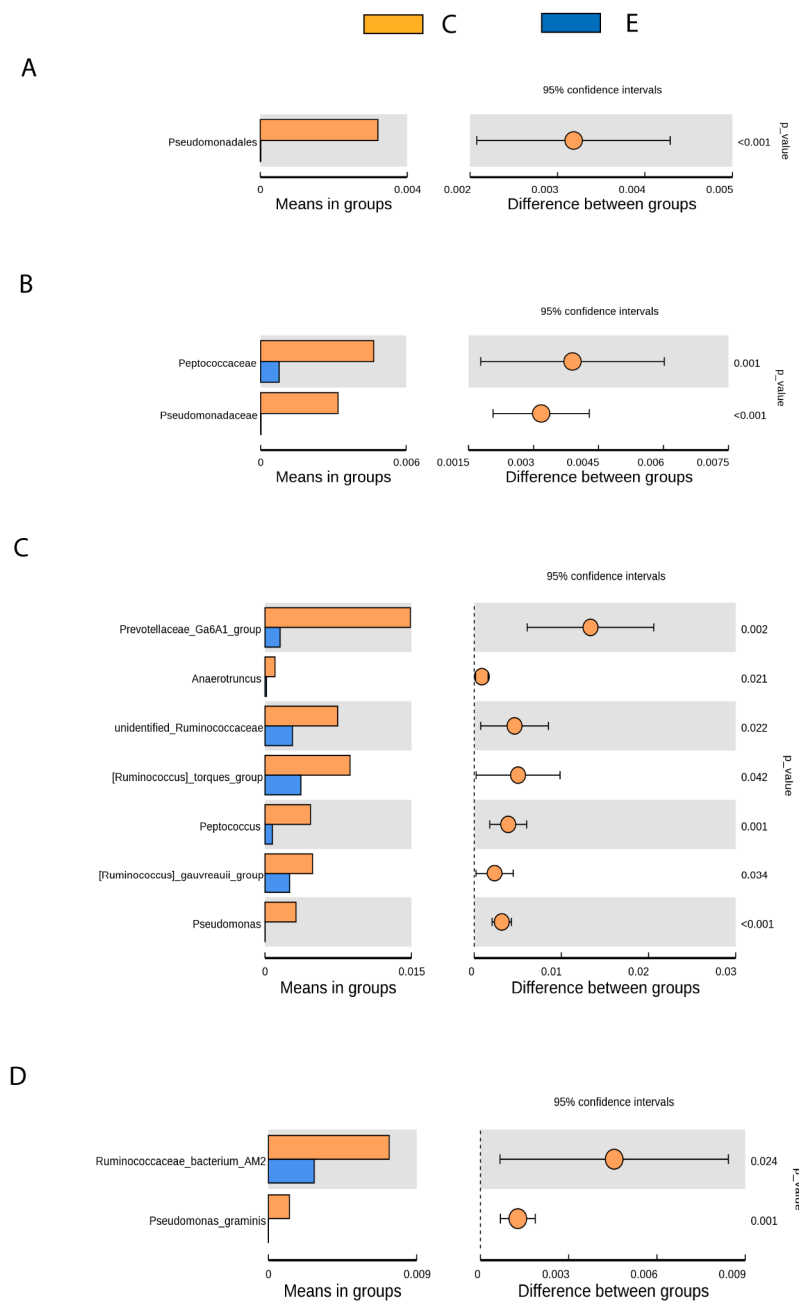 C E
A
95% confidence intervals
Pseudomonadales
<0.001
p_value
0 0.004 0.002 0.003 0.004 0.005
Means in groups Difference between groups
B
95% confidence intervals
Peptococcaceae
0.001
Pseudomonadaceae
<0.001
p_value
0 0.006 0.0015 0.003 0.0045 0.006 0.0075
Means in groups Difference between groups
C
95% confidence intervals
Prevotellaceae_Ga6A1_group
0.002
Anaerotruncus
0.021
unidentified_Ruminococcaceae
0.022
[Ruminococcus]_torques_group
0.042
Peptococcus
0.001
[Ruminococcus]_gauvreauii_group
0.034
Pseudomonas
<0.001
p_value
0 0.015 0 0.01 0.02 0.03
Means in groups Difference between groups
D
95% confidence intervals
Ruminococcaceae_bacterium_AM2
0.024
Pseudomonas_graminis
0.001
p_value
0 0.009 0 0.003 0.006 0.009
Means in groups Difference between groups